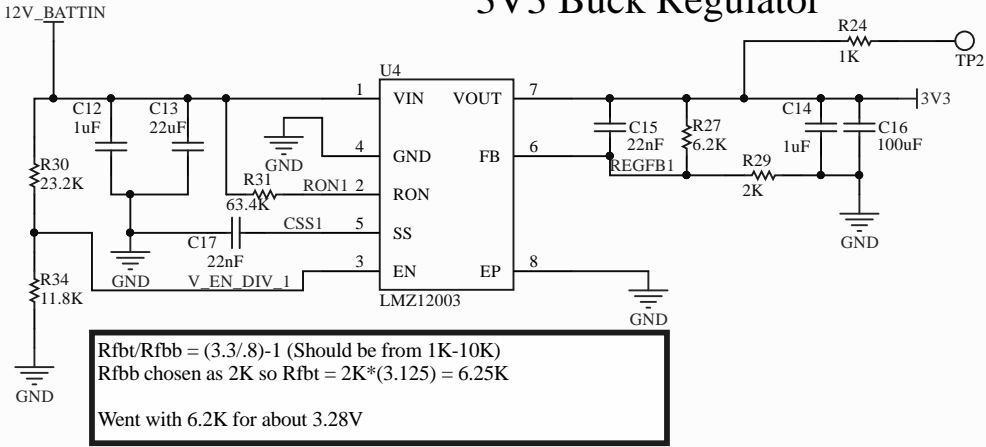 3V3 Buck Regulator
12V_BATTIN
R24
1K
TP2
U4
C12
1uF
C13
22uF
1
VIN
VOUT
7
3V3
C15
22nF
R27
6.2K
C14
1uF
C16
100uF
R30
23.2K
GND
4
GND
FB
6
REGFB1
R29
2K
R31
63.4K
RON1
2
RON
C17
22nF
CSS1
5
SS
GND
GND
V_EN_DIV_1
3
EN
EP
8
R34
11.8K
LMZ12003
GND
GND
Rfbt/Rfbb = (3.3/.8)-1 (Should be from 1K-10K)
Rfbb chosen as 2K so Rfbt = 2K*(3.125) = 6.25K
Went with 6.2K for about 3.28V